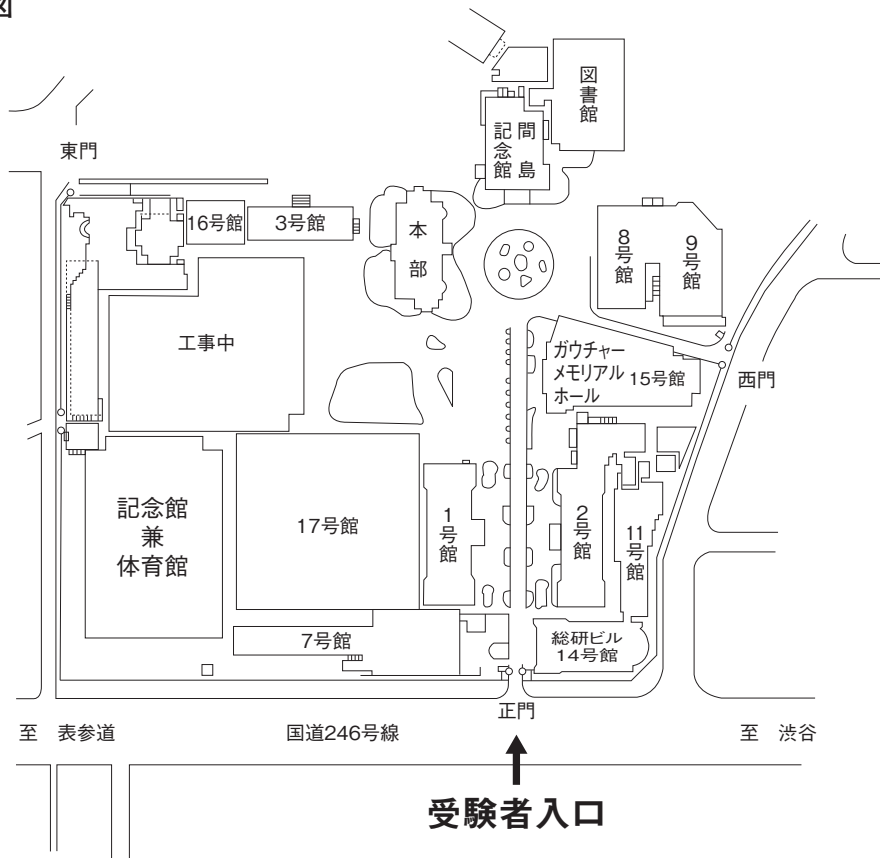 図
図書館
間島
記念館
東門
16号館
3号館
本部
8号館
9号館
工事中
ガウチャー
メモリアル
ホール
15号館
西門
記念館
兼
体育館
17号館
1号館
2号館
11号館
7号館
総研ビル
14号館
正門
至 表参道
国道246号線
至 渋谷
受験者入口